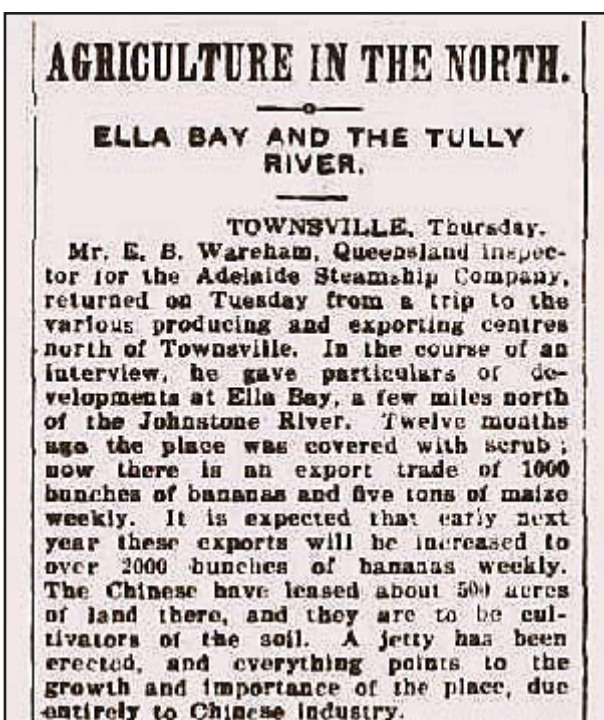 AGRICULTURE IN THE NORTH.
ELLA BAY AND THE TULLY
RIVER.
TOWNSVILLE, Thursday.
Mr. E. B. Wareham, Queensland inspec-
tor for the Adelaide Steamship Company,
returned on Tuesday from a trip to the
various producing and exporting centres
north of Townsville. In the course of an
interview, he gave particulars of de-
velopments at Ella Bay, a few miles north
of the Johnstone River. Twelve months
ago the place was covered with scrub;
now there is an export trade of 1000
bunches of bananas and five tons of maize
weekly. It is expected that early next
year these exports will be increased to
over 2000 bunches of bananas weekly.
The Chinese have leased about 500 acres
of land there, and they are to be cul-
tivators of the soil. A jetty has been
erected, and everything points to the
growth and importance of the place, due
entirely to Chinese industry.